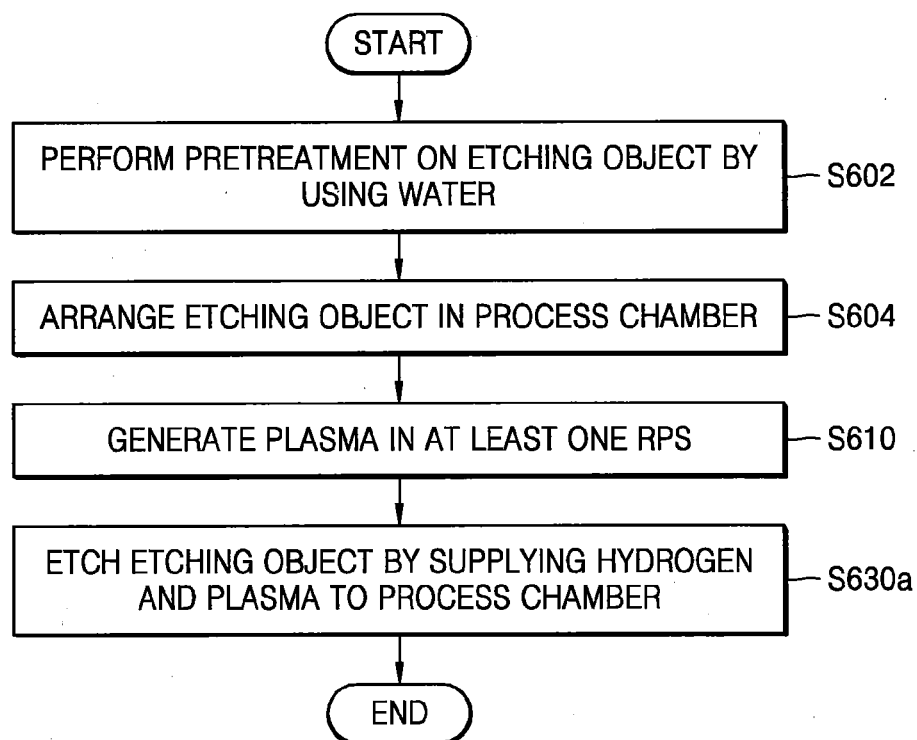 START
PERFORM PRETREATMENT ON ETCHING OBJECT BY
USING WATER
S602
ARRANGE ETCHING OBJECT IN PROCESS CHAMBER
S604
GENERATE PLASMA IN AT LEAST ONE RPS
S610
ETCH ETCHING OBJECT BY SUPPLYING HYDROGEN
AND PLASMA TO PROCESS CHAMBER
S630a
END